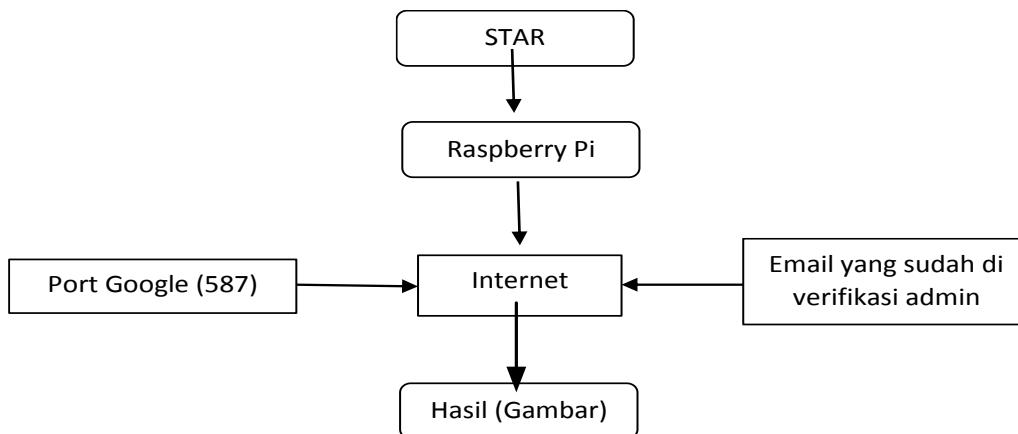 STAR
Raspberry Pi
Port Google (587)
Internet
Email yang sudah di
verifikasi admin
Hasil (Gambar)